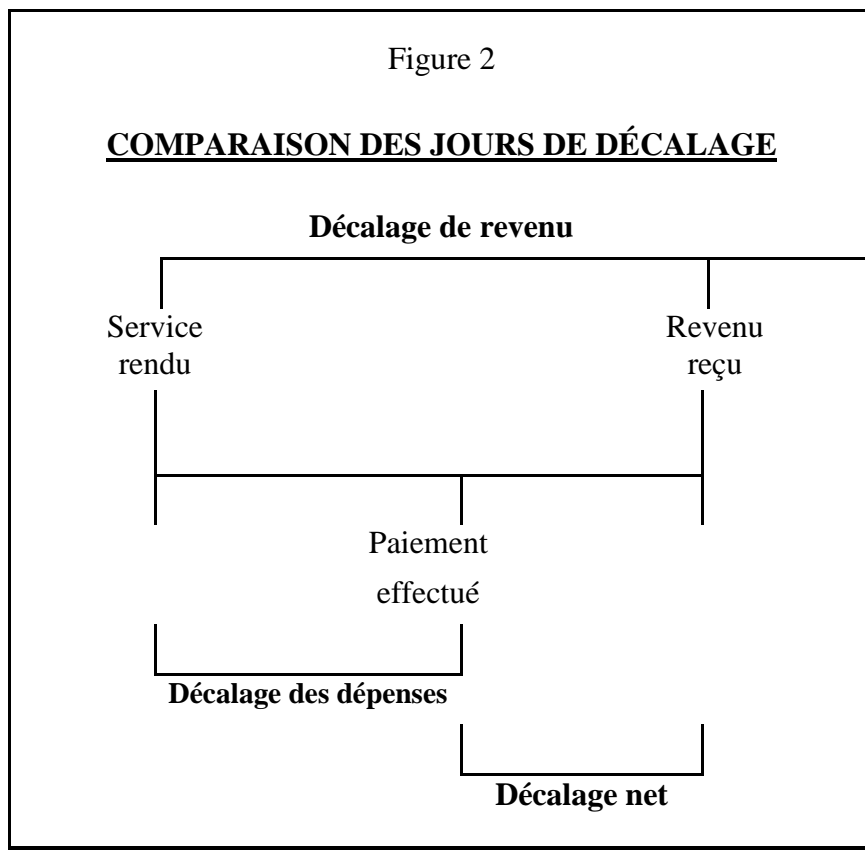 Figure 2
COMPARAISON DES JOURS DE DÉCALAGE
Décalage de revenu
Service
rendu
Revenu
reçu
Paiement
effectué
Décalage des dépenses
Décalage net